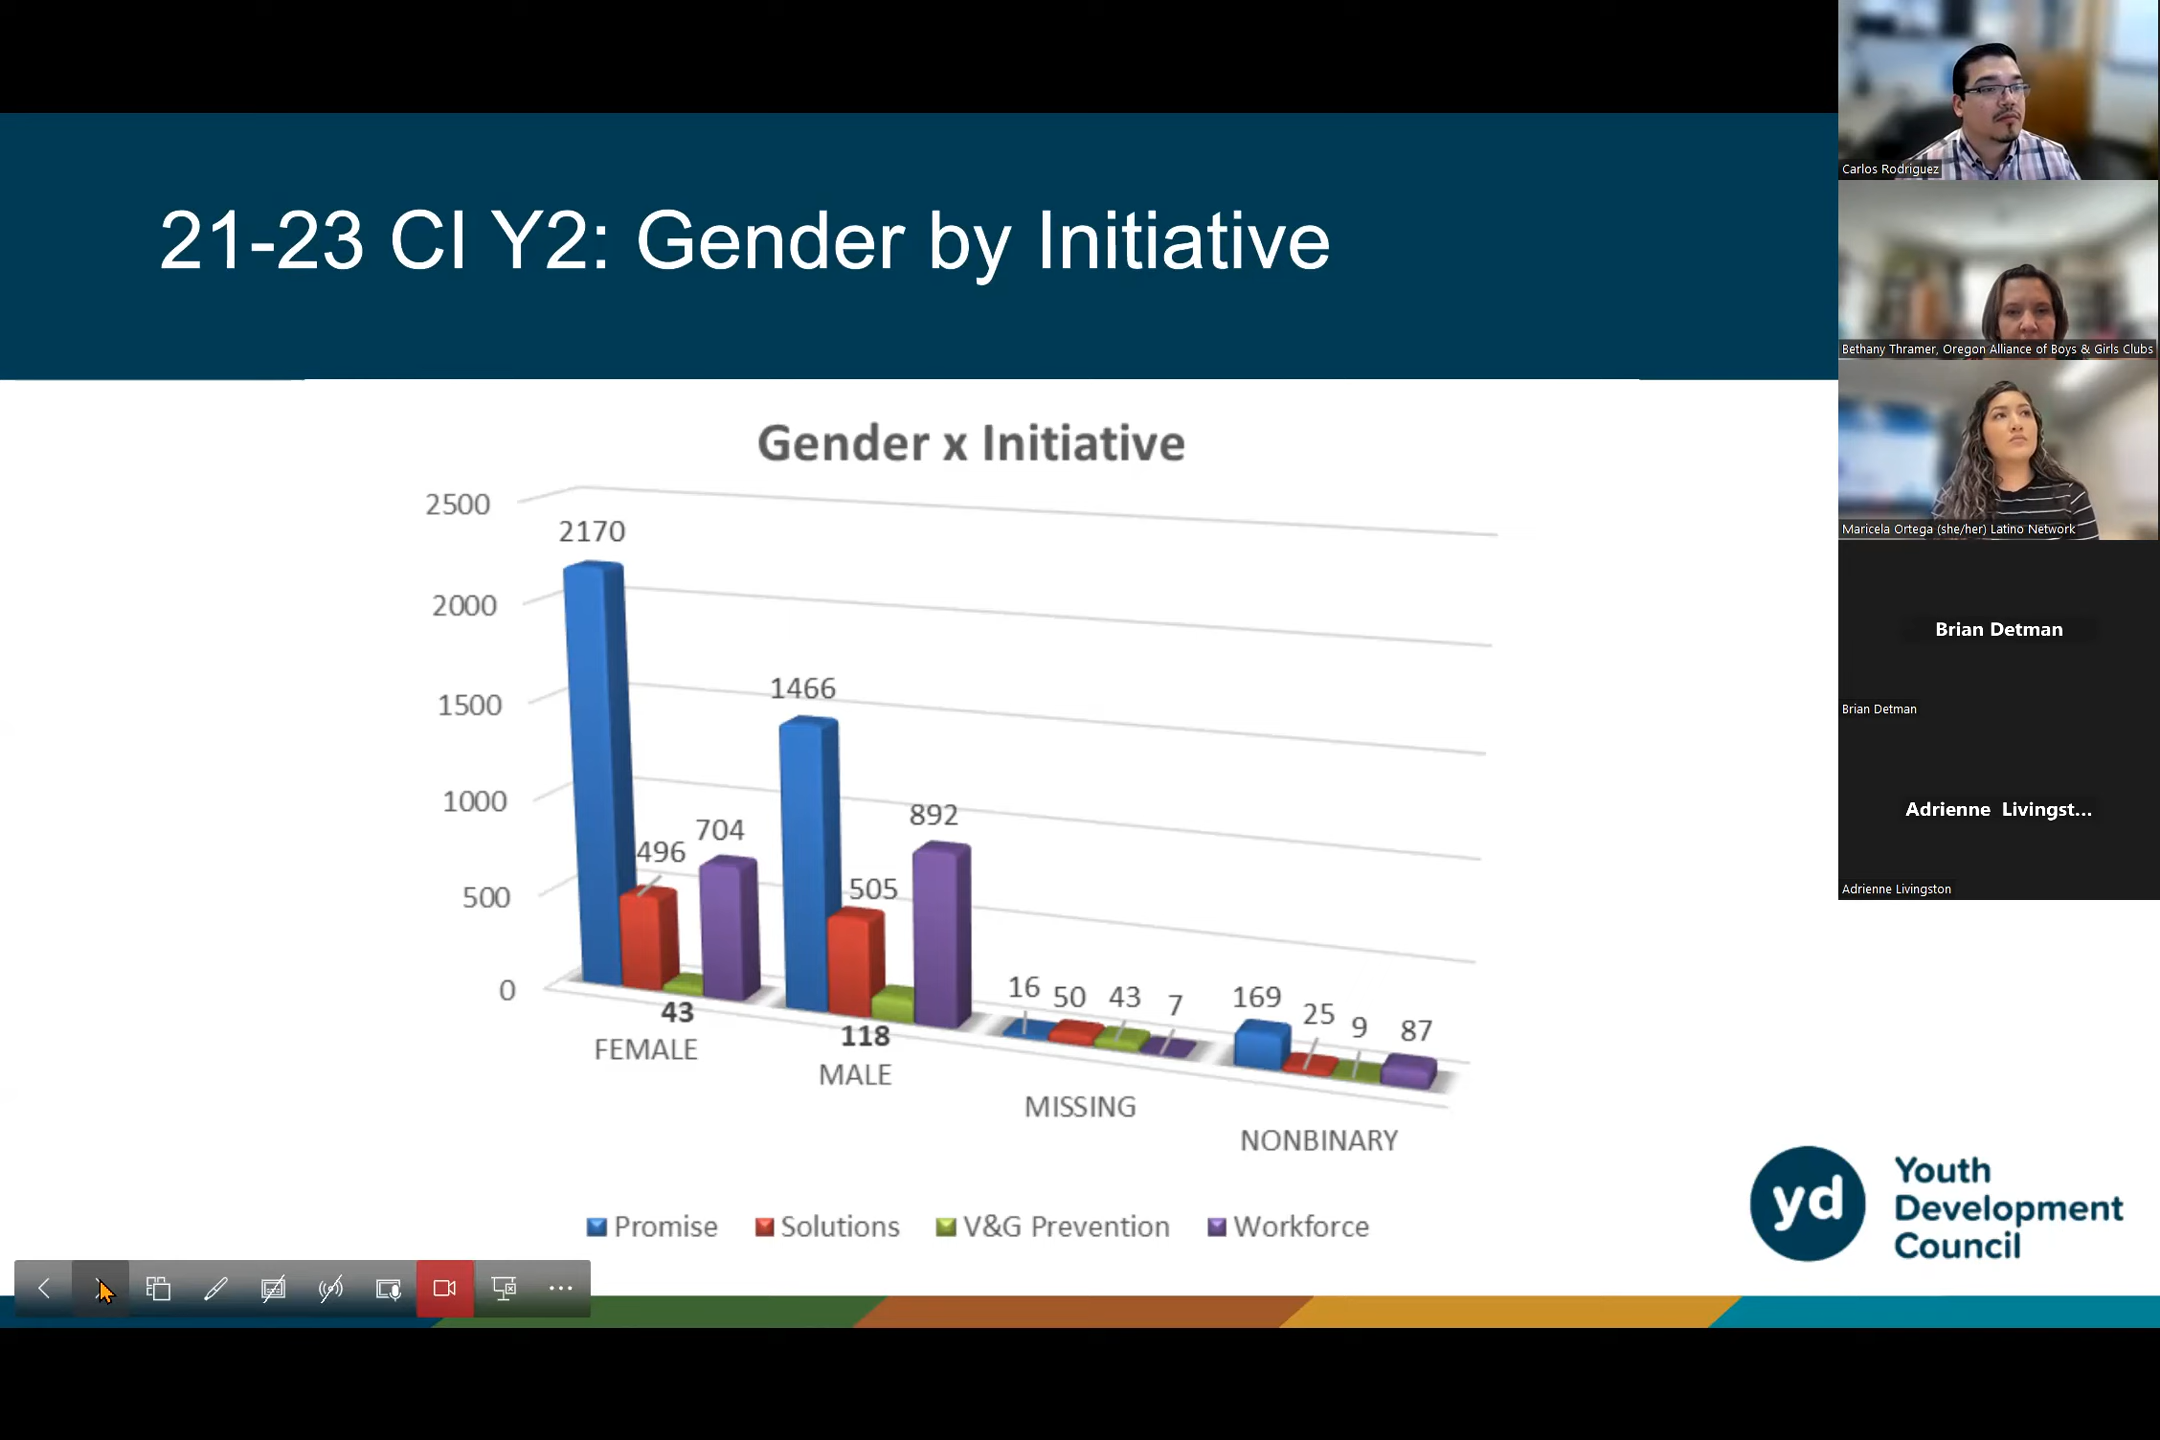 21-23 CI Y2: Gender by Initiative
Gender x Initiative
2500
2000
1500
1000
500
0
2170
496
43
704
1466
505
118
892
16
50
43
7
169
25
9
87
FEMALE
MALE
MISSING
NONBINARY
Promise
Solutions
V&G Prevention
Workforce
yd
Youth
Development
Council
Carlos Rodriguez
Bethany Thramer, Oregon Alliance of Boys & Girls Clubs
Maricela Ortega (she/her) Latino Network
Brian Detman
Brian Detman
Adrienne Livingst...
Adrienne Livingston